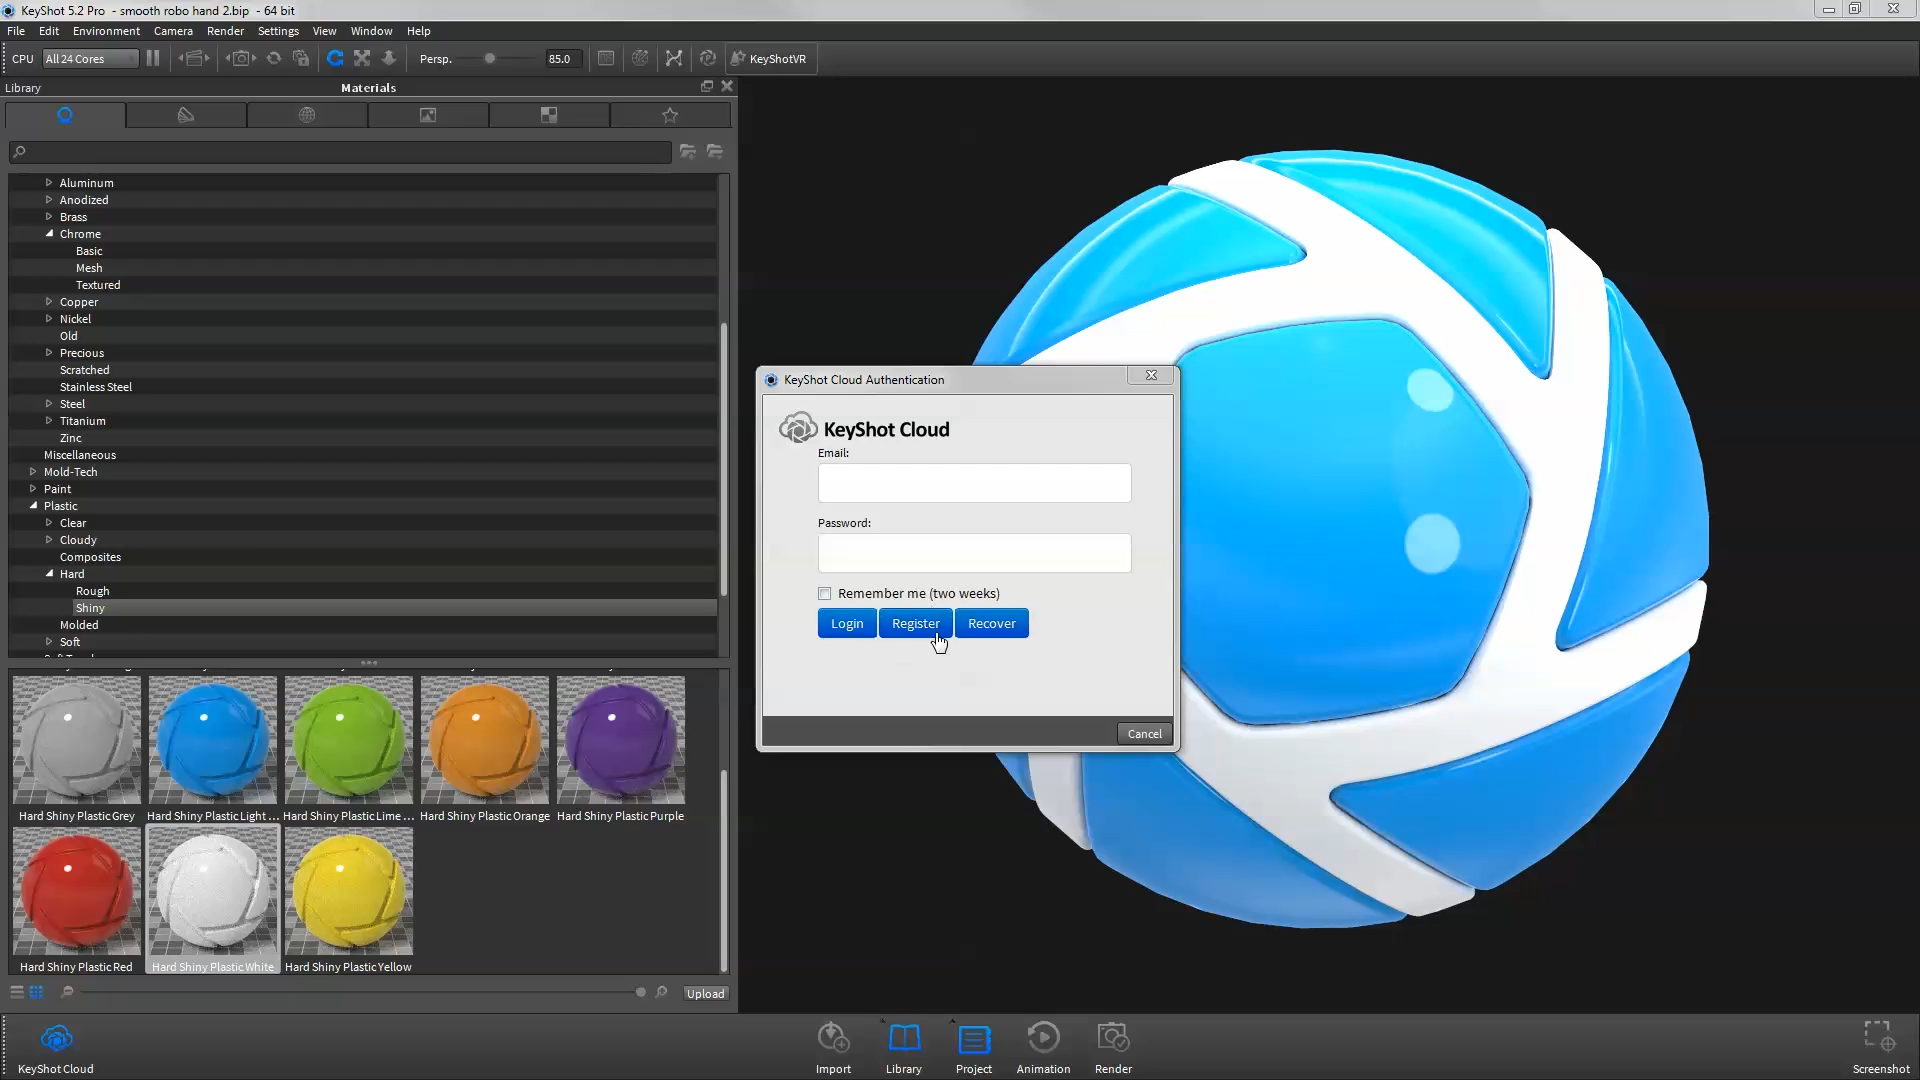 KeyShot 5.2 Pro - smooth robo hand 2.bip - 64 bit
File Edit Environment Camera Render Settings View Window Help
CPU All 24 Cores Persp. 85.0 KeyShotVR
Library Materials
Aluminum
Anodized
Brass
Chrome
Basic
Mesh
Textured
Copper
Nickel
Old
Precious
Scratched
Stainless Steel
Steel
Titanium
Zinc
Miscellaneous
Mold-Tech
Paint
Plastic
Clear
Cloudy
Composites
Hard
Rough
Shiny
Molded
Soft
Hard Shiny Plastic Grey Hard Shiny Plastic Light ... Hard Shiny Plastic Lime ... Hard Shiny Plastic Orange Hard Shiny Plastic Purple
Hard Shiny Plastic Red Hard Shiny Plastic White Hard Shiny Plastic Yellow
Upload
KeyShot Cloud Authentication
KeyShot Cloud
Email:
Password:
Remember me (two weeks)
Login Register Recover
Cancel
KeyShot Cloud Import Library Project Animation Render Screenshot